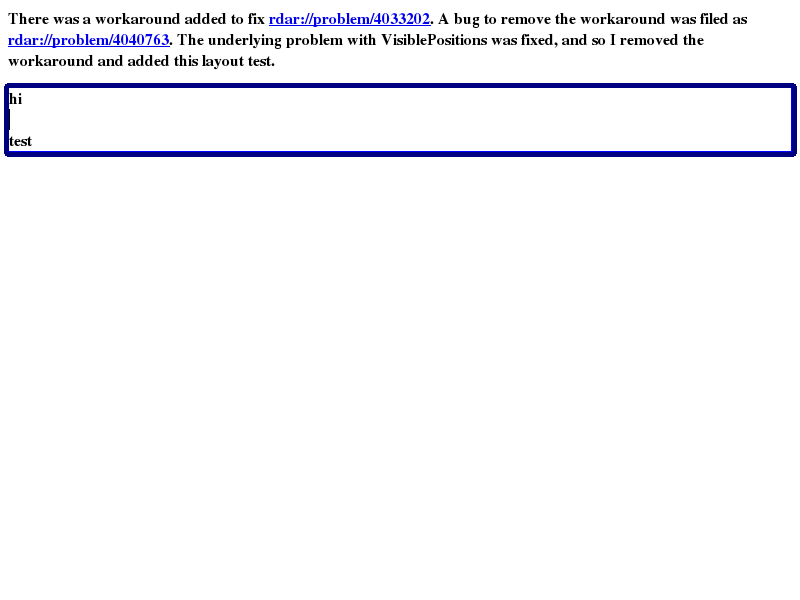 There was a workaround added to fix rdar://problem/4033202. A bug to remove the workaround was filed as
rdar://problem/4040763. The underlying problem with VisiblePositions was fixed, and so I removed the
workaround and added this layout test.
hi
test